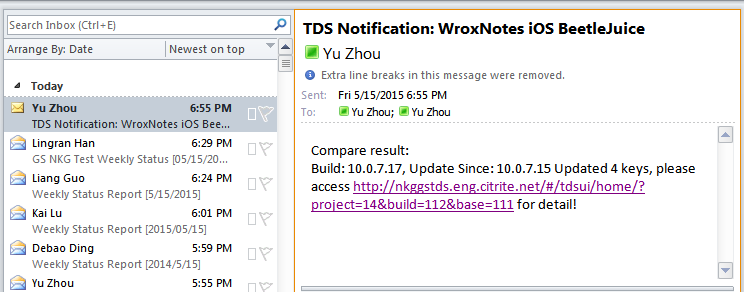 Search Inbox (Ctrl+E)
Arrange By: Date Newest on top
Today
Yu Zhou 6:55 PM
TDS Notification: WroxNotes iOS Bee...
Lingran Han 6:29 PM
GS NKG Test Weekly Status [05/15/20...
Liang Guo 6:24 PM
Weekly Status Report [5/15/2015]
Kai Lu 6:01 PM
Weekly Status Report [2015/05/15]
Debao Ding 5:59 PM
Weekly Status Report [2014/5/15]
Yu Zhou 5:55 PM
TDS Notification: WroxNotes iOS BeetleJuice
Yu Zhou
Extra line breaks in this message were removed.
Sent: Fri 5/15/2015 6:55 PM
To: Yu Zhou; Yu Zhou
Compare result:
Build: 10.0.7.17, Update Since: 10.0.7.15 Updated 4 keys, please
access http://nkggstds.eng.citrite.net/#/tdsui/home/?
project=14&build=112&base=111 for detail!